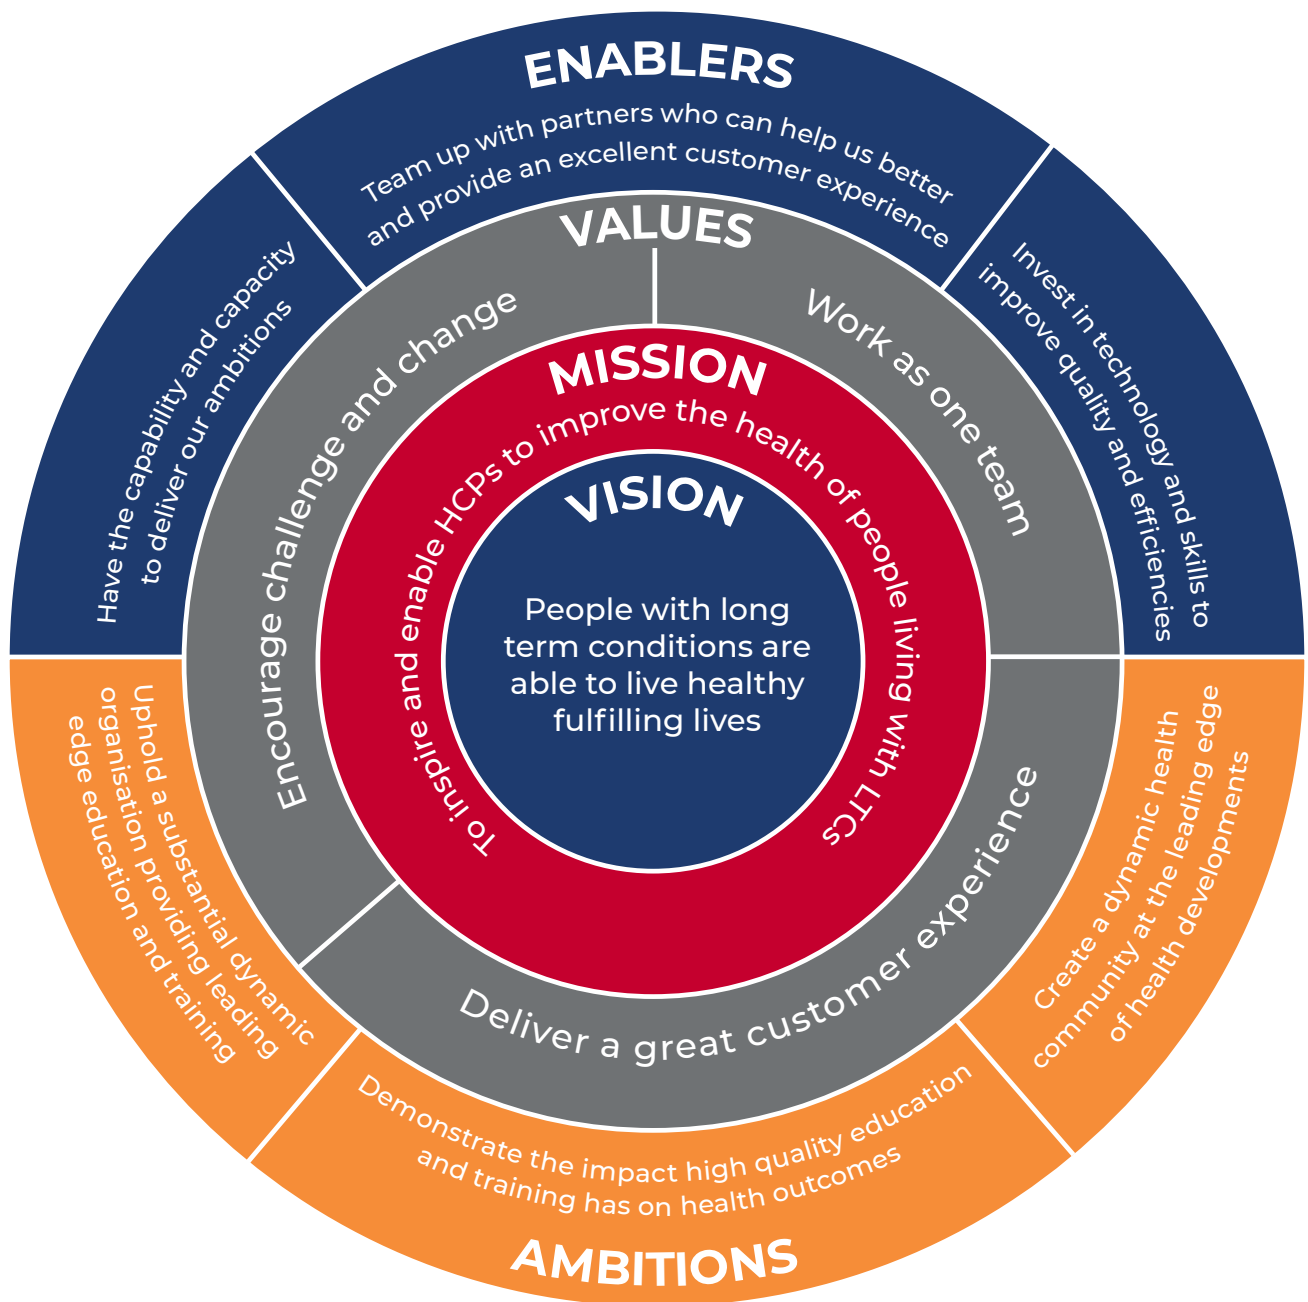 ENABLERS
Team up with partners who can help us better
and provide an excellent customer experience
Have the capability and capacity
to deliver our ambitions
Invest in technology and skills to
improve quality and efficiencies
VALUES
Encourage challenge and change
Work as one team
Deliver a great customer experience
MISSION
To inspire and enable HCPs to improve the health of people living with LTCs
VISION
People with long
term conditions are
able to live healthy
fulfilling lives
Uphold a substantial dynamic
organisation providing leading
edge education and training
Create a dynamic health
community at the leading edge
of health developments
Demonstrate the impact high quality education
and training has on health outcomes
AMBITIONS